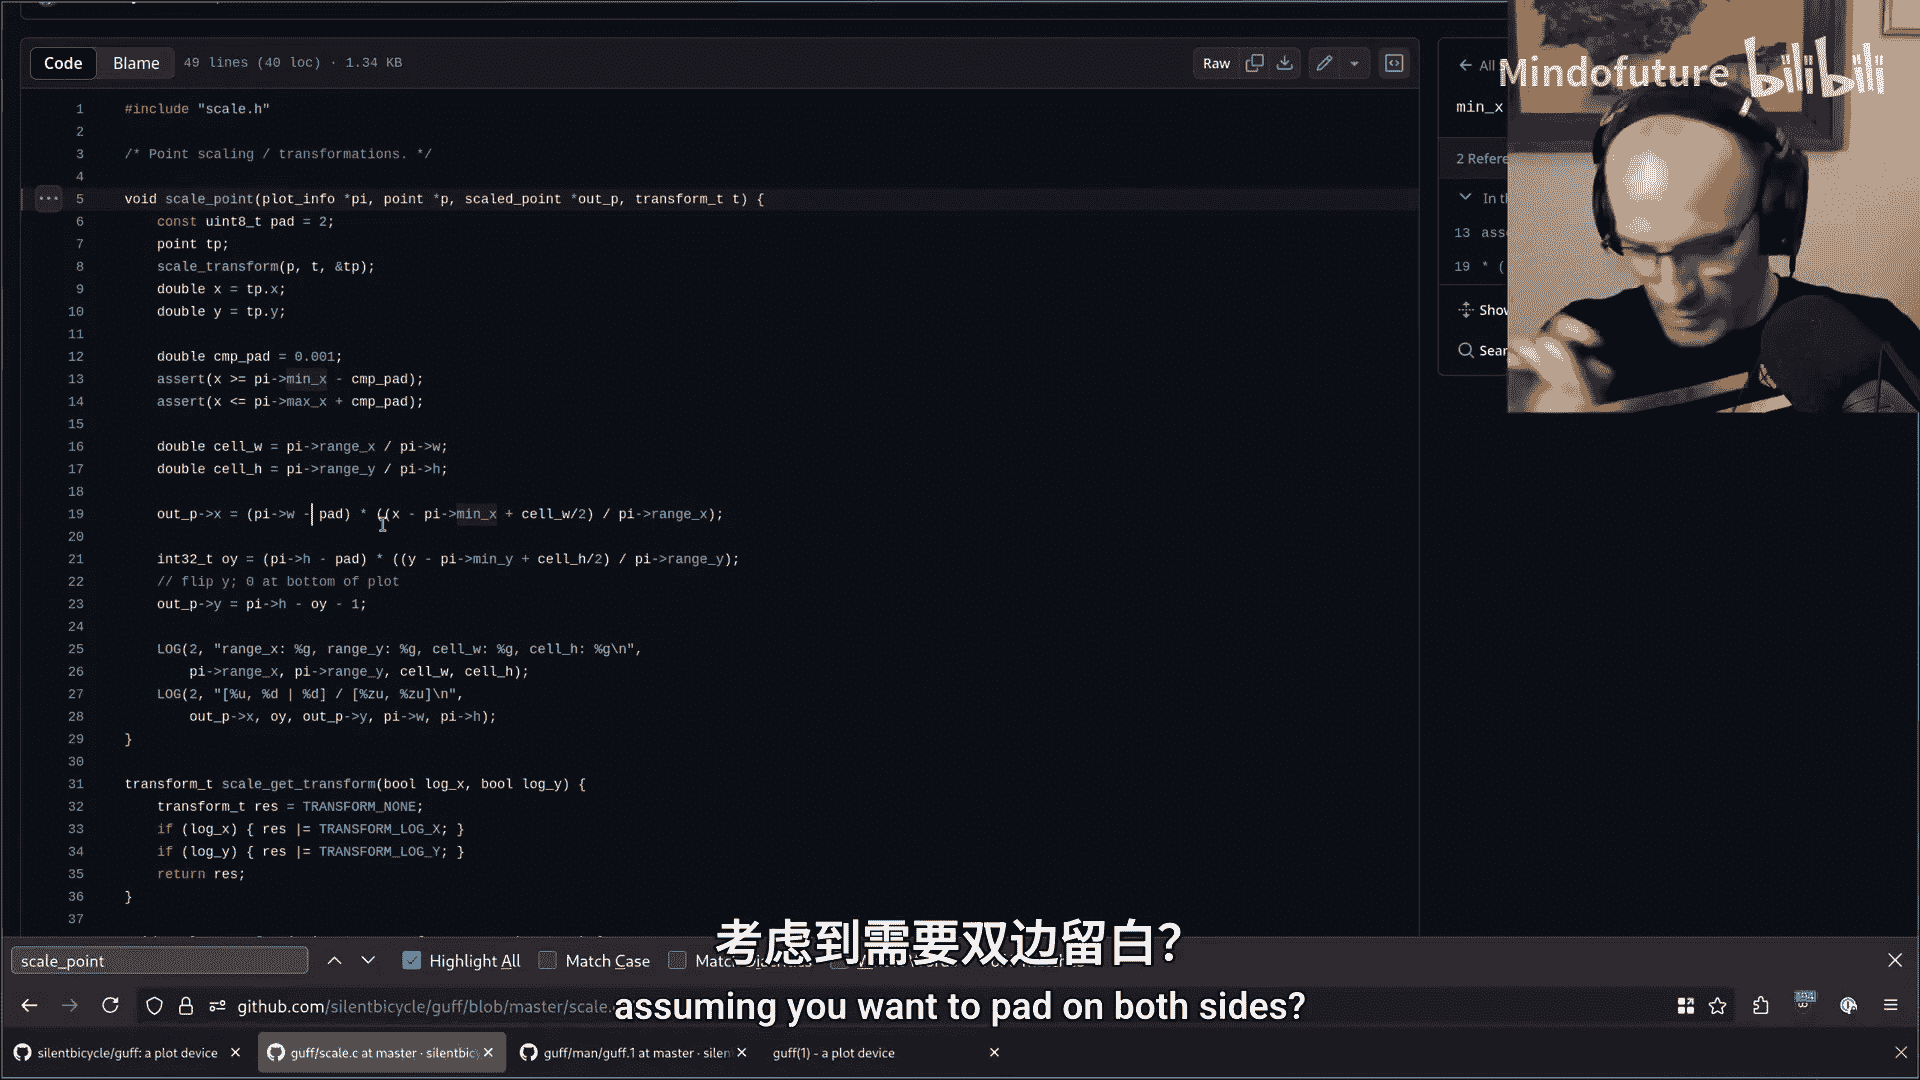 Code Blame 49 lines (40 loc) · 1.34 KB Raw
← All
Mindofuture bilibili
min_x
2 Refere
In th
13 asse
19 * (
Show
Sear
1 #include "scale.h"
2
3 /* Point scaling / transformations. */
4
5 void scale_point(plot_info *pi, point *p, scaled_point *out_p, transform_t t) {
6 const uint8_t pad = 2;
7 point tp;
8 scale_transform(p, t, &tp);
9 double x = tp.x;
10 double y = tp.y;
11
12 double cmp_pad = 0.001;
13 assert(x >= pi->min_x - cmp_pad);
14 assert(x <= pi->max_x + cmp_pad);
15
16 double cell_w = pi->range_x / pi->w;
17 double cell_h = pi->range_y / pi->h;
18
19 out_p->x = (pi->w - pad) * ((x - pi->min_x + cell_w/2) / pi->range_x);
20
21 int32_t oy = (pi->h - pad) * ((y - pi->min_y + cell_h/2) / pi->range_y);
22 // flip y; 0 at bottom of plot
23 out_p->y = pi->h - oy - 1;
24
25 LOG(2, "range_x: %g, range_y: %g, cell_w: %g, cell_h: %g\n",
26 pi->range_x, pi->range_y, cell_w, cell_h);
27 LOG(2, "[%u, %d | %d] / [%zu, %zu]\n",
28 out_p->x, oy, out_p->y, pi->w, pi->h);
29 }
30
31 transform_t scale_get_transform(bool log_x, bool log_y) {
32 transform_t res = TRANSFORM_NONE;
33 if (log_x) { res |= TRANSFORM_LOG_X; }
34 if (log_y) { res |= TRANSFORM_LOG_Y; }
35 return res;
36 }
37
考虑到需要双边留白？
scale_point Highlight All Match Case
assuming you want to pad on both sides?
github.com/silentbicycle/guff/blob/master/scale.
silentbicycle/guff: a plot device guff/scale.c at master · silentbic guff/man/guff.1 at master · silen guff(1) - a plot device